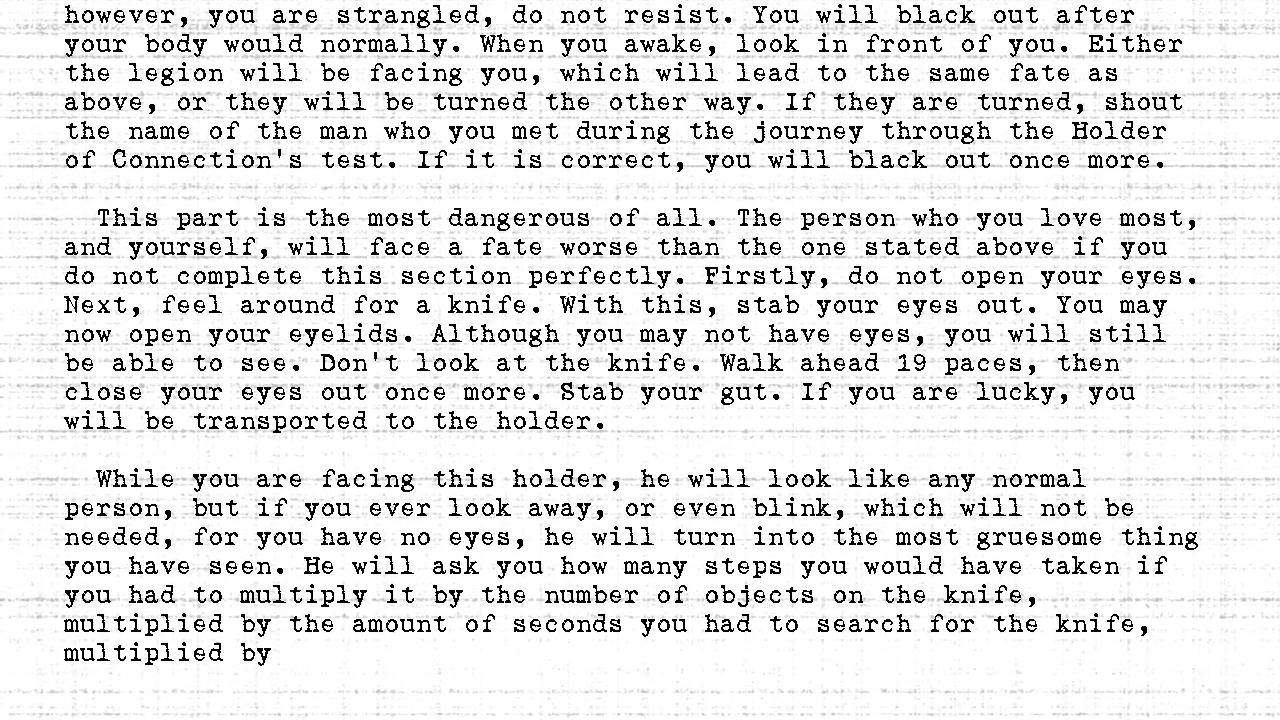 however, you are strangled, do not resist. You will black out after
your body would normally. When you awake, look in front of you. Either
the legion will be facing you, which will lead to the same fate as
above, or they will be turned the other way. If they are turned, shout
the name of the man who you met during the journey through the Holder
of Connection's test. If it is correct, you will black out once more.
This part is the most dangerous of all. The person who you love most,
and yourself, will face a fate worse than the one stated above if you
do not complete this section perfectly. Firstly, do not open your eyes.
Next, feel around for a knife. With this, stab your eyes out. You may
now open your eyelids. Although you may not have eyes, you will still
be able to see. Don't look at the knife. Walk ahead 19 paces, then
close your eyes out once more. Stab your gut. If you are lucky, you
will be transported to the holder.
While you are facing this holder, he will look like any normal
person, but if you ever look away, or even blink, which will not be
needed, for you have no eyes, he will turn into the most gruesome thing
you have seen. He will ask you how many steps you would have taken if
you had to multiply it by the number of objects on the knife,
multiplied by the amount of seconds you had to search for the knife,
multiplied by